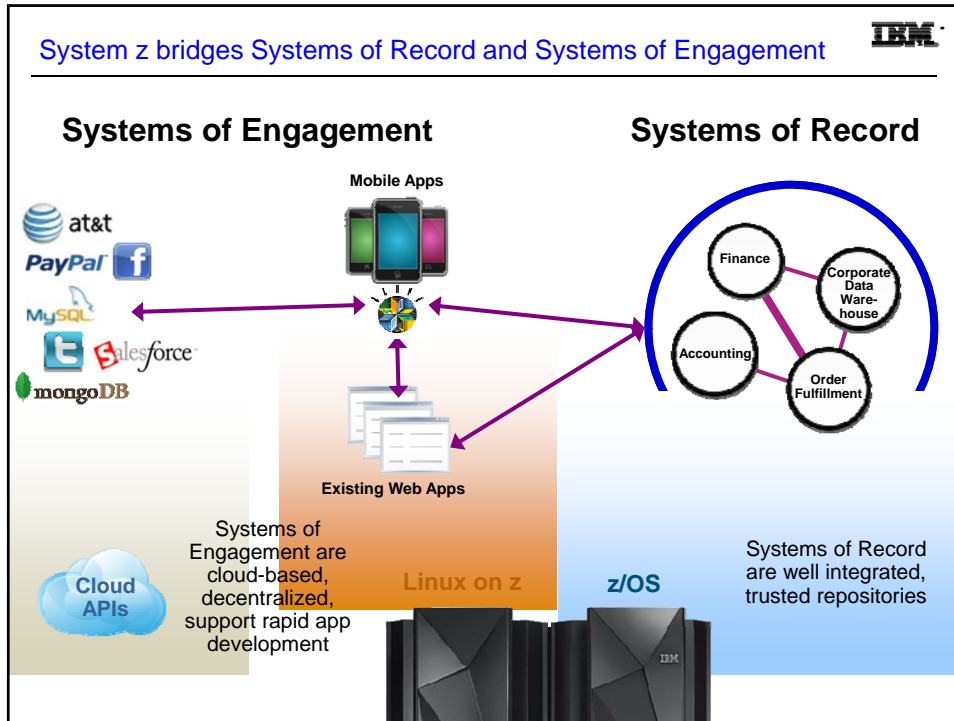 System z bridges Systems of Record and Systems of Engagement
IBM
Systems of Engagement
Systems of Record
Mobile Apps
at&t
PayPal
f
MySQL
t
salesforce
mongoDB
Finance
Corporate
Data
Ware-
house
Accounting
Order
Fulfillment
Existing Web Apps
Cloud
APIs
Systems of
Engagement are
cloud-based,
decentralized,
support rapid app
development
Linux on z
z/OS
Systems of Record
are well integrated,
trusted repositories
IBM